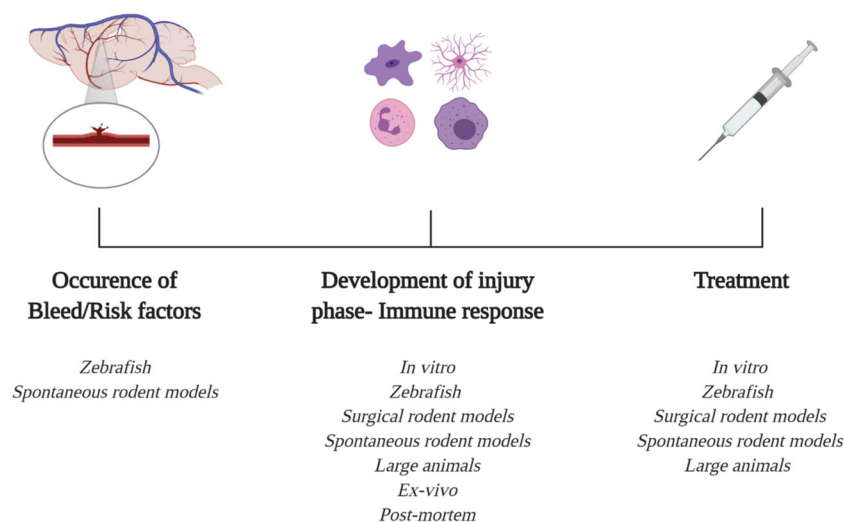 Occurence of
Bleed/Risk factors
Zebrafish
Spontaneous rodent models
Development of injury
phase- Immune response
In vitro
Zebrafish
Surgical rodent models
Spontaneous rodent models
Large animals
Ex-vivo
Post-mortem
Treatment
In vitro
Zebrafish
Surgical rodent models
Spontaneous rodent models
Large animals